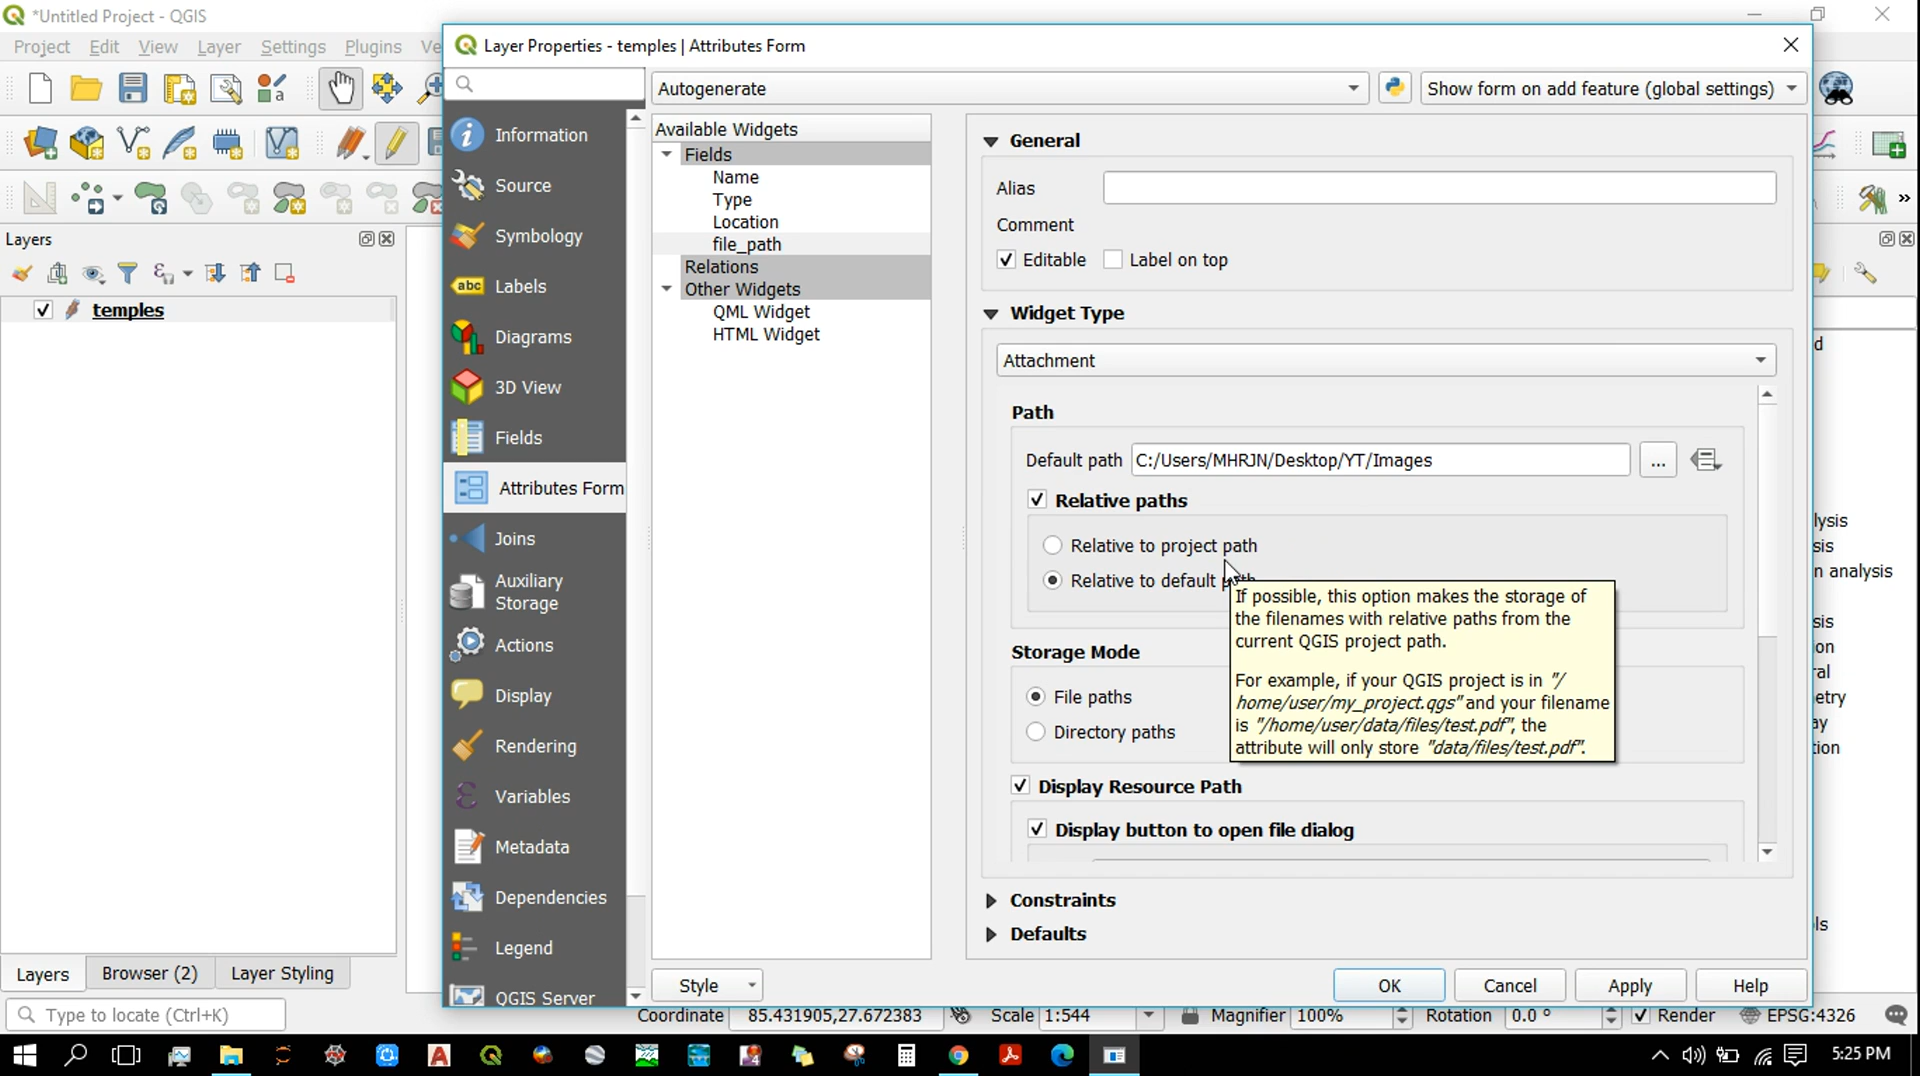 *Untitled Project - QGIS
Project Edit View Layer Settings Plugins Ve
Layer Properties - temples | Attributes Form
Autogenerate
Show form on add feature (global settings)
Information
Source
Symbology
abc Labels
Diagrams
3D View
Fields
Attributes Form
Joins
Auxiliary
Storage
Actions
Display
Rendering
Variables
Metadata
Dependencies
Legend
QGIS Server
Layers
temples
Layers Browser (2) Layer Styling
Available Widgets
Fields
Name
Type
Location
file_path
Relations
Other Widgets
QML Widget
HTML Widget
Style
General
Alias
Comment
Editable Label on top
Widget Type
Attachment
Path
Default path C:/Users/MHRJN/Desktop/YT/Images ...
Relative paths
Relative to project path
Relative to default
If possible, this option makes the storage of
the filenames with relative paths from the
current QGIS project path.
For example, if your QGIS project is in "/
home/user/my_project.qgs" and your filename
is "/home/user/data/files/test.pdf", the
attribute will only store "data/files/test.pdf".
Storage Mode
File paths
Directory paths
Display Resource Path
Display button to open file dialog
Constraints
Defaults
OK Cancel Apply Help
d
lysis
sis
n analysis
sis
on
ral
etry
ay
tion
ls
Type to locate (Ctrl+K)
Coordinate 85.431905,27.672383 Scale 1:544 Magnifier 100% Rotation 0.0 ° Render EPSG:4326
5:25 PM